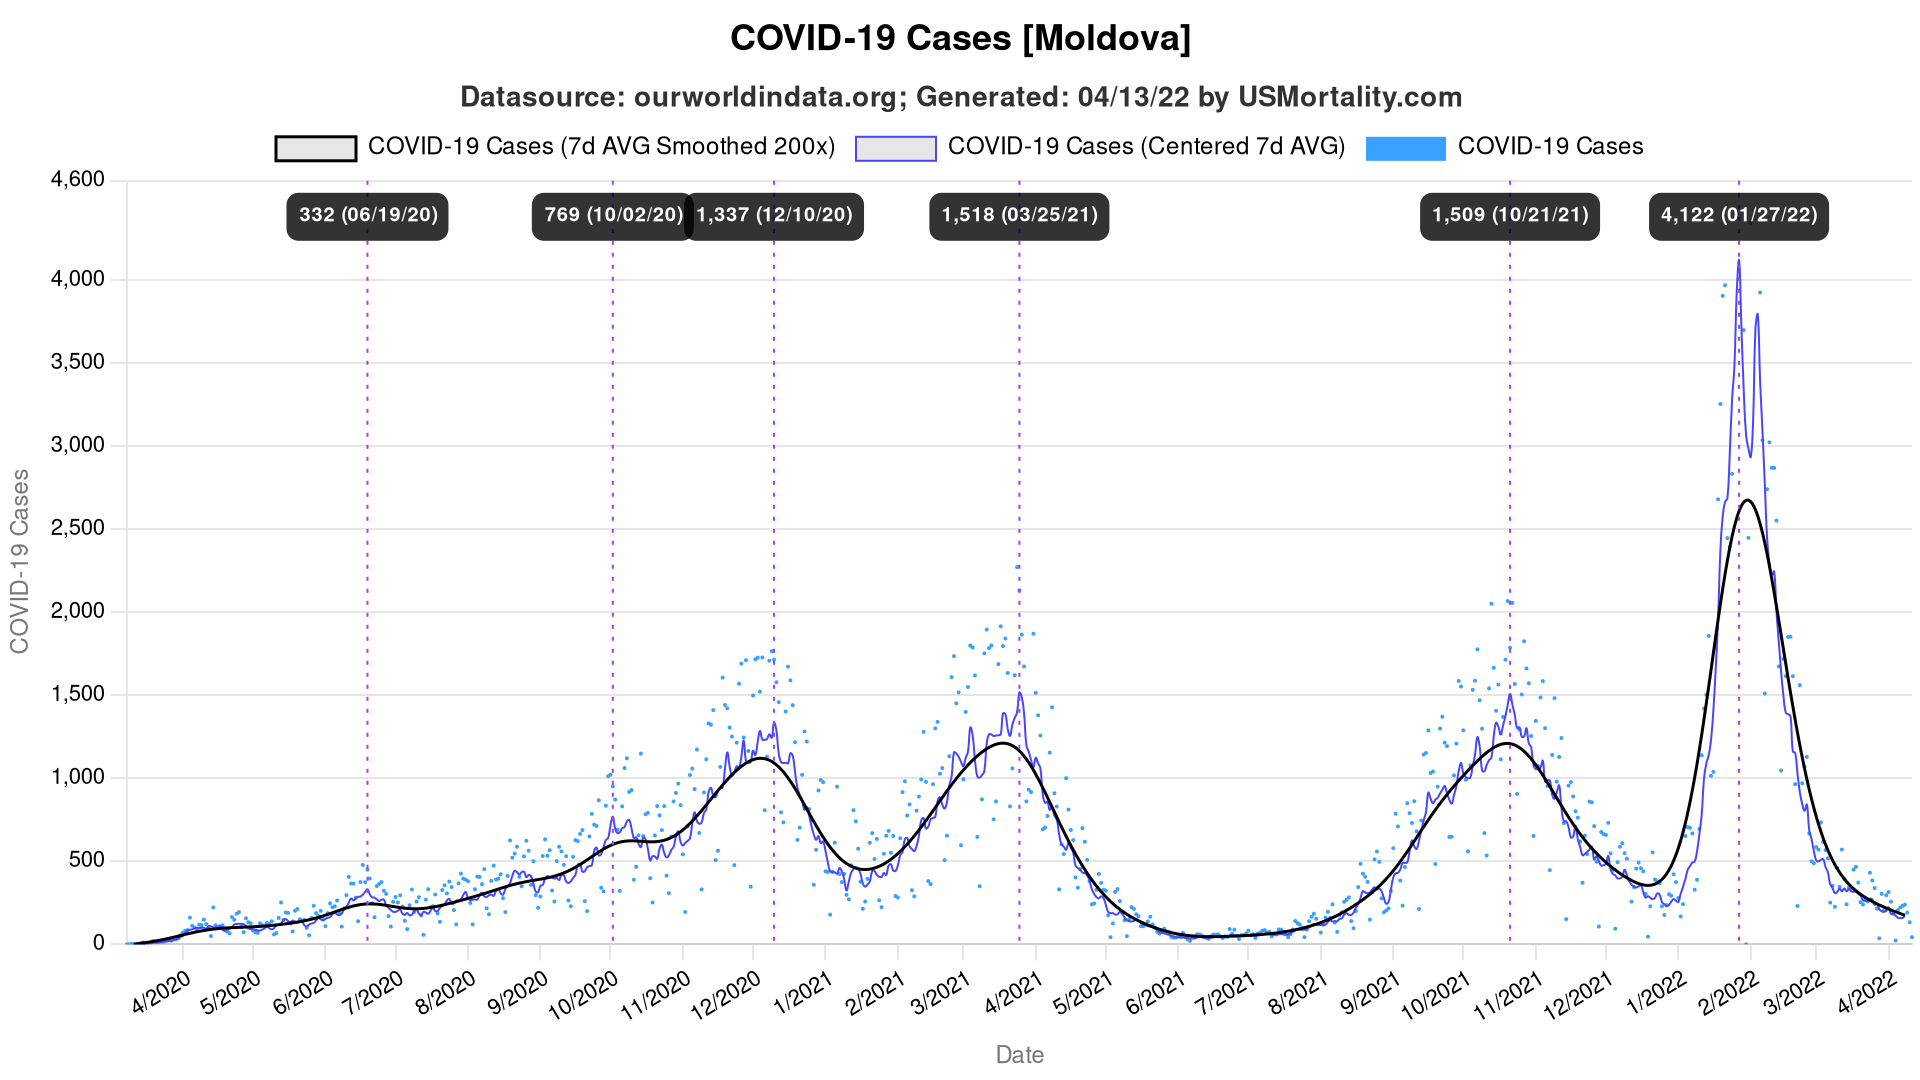 COVID-19 Cases [Moldova]
Datasource: ourworldindata.org; Generated: 04/13/22 by USMortality.com
COVID-19 Cases (7d AVG Smoothed 200x) COVID-19 Cases (Centered 7d AVG) COVID-19 Cases
332 (06/19/20) 769 (10/02/20) 1,337 (12/10/20) 1,518 (03/25/21) 1,509 (10/21/21) 4,122 (01/27/22)
4,600
4,000
3,500
3,000
2,500
2,000
1,500
1,000
500
0
COVID-19 Cases
4/2020 5/2020 6/2020 7/2020 8/2020 9/2020 10/2020 11/2020 12/2020 1/2021 2/2021 3/2021 4/2021 5/2021 6/2021 7/2021 8/2021 9/2021 10/2021 11/2021 12/2021 1/2022 2/2022 3/2022 4/2022
Date